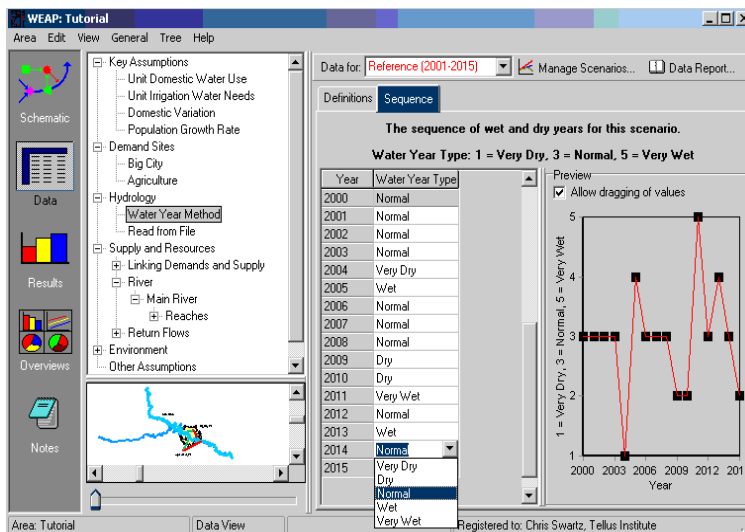 WEAP: Tutorial
Area Edit View General Tree Help
Schematic
Data
Results
Overviews
Notes
Key Assumptions
Unit Domestic Water Use
Unit Irrigation Water Needs
Domestic Variation
Population Growth Rate
Demand Sites
Big City
Agriculture
Hydrology
Water Year Method
Read from File
Supply and Resources
Linking Demands and Supply
River
Main River
Reaches
Return Flows
Environment
Other Assumptions
Data for: Reference (2001-2015) Manage Scenarios... Data Report...
Definitions Sequence
The sequence of wet and dry years for this scenario.
Water Year Type: 1 = Very Dry, 3 = Normal, 5 = Very Wet
Year Water Year Type
2000 Normal
2001 Normal
2002 Normal
2003 Normal
2004 Very Dry
2005 Wet
2006 Normal
2007 Normal
2008 Normal
2009 Dry
2010 Dry
2011 Very Wet
2012 Normal
2013 Wet
2014 Normal
2015
Very Dry
Dry
Normal
Wet
Very Wet
Preview
Allow dragging of values
1 = Very Dry, 3 = Normal, 5 = Very Wet
5
4
3
2
1
2000 2003 2006 2009 2012 201
Year
Area: Tutorial Data View Registered to: Chris Swartz, Tellus Institute